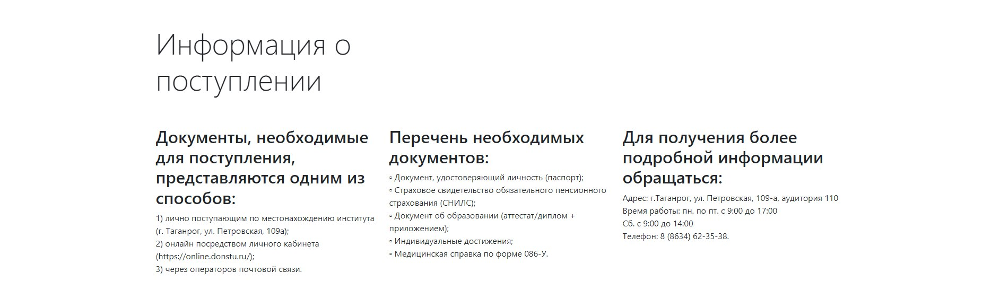 Информация о
поступлении
Документы, необходимые
для поступления,
представляются одним из
способов:
1) лично поступающим по местонахождению института
(г. Таганрог, ул. Петровская, 109а);
2) онлайн посредством личного кабинета
(https://online.donstu.ru/);
3) через операторов почтовой связи.
Перечень необходимых
документов:
▫ Документ, удостоверяющий личность (паспорт);
▫ Страховое свидетельство обязательного пенсионного
страхования (СНИЛС);
▫ Документ об образовании (аттестат/диплом +
приложением);
▫ Индивидуальные достижения;
▫ Медицинская справка по форме 086-У.
Для получения более
подробной информации
обращаться:
Адрес: г.Таганрог, ул. Петровская, 109-а, аудитория 110
Время работы: пн. по пт. с 9:00 до 17:00
Сб. с 9:00 до 14:00
Телефон: 8 (8634) 62-35-38.